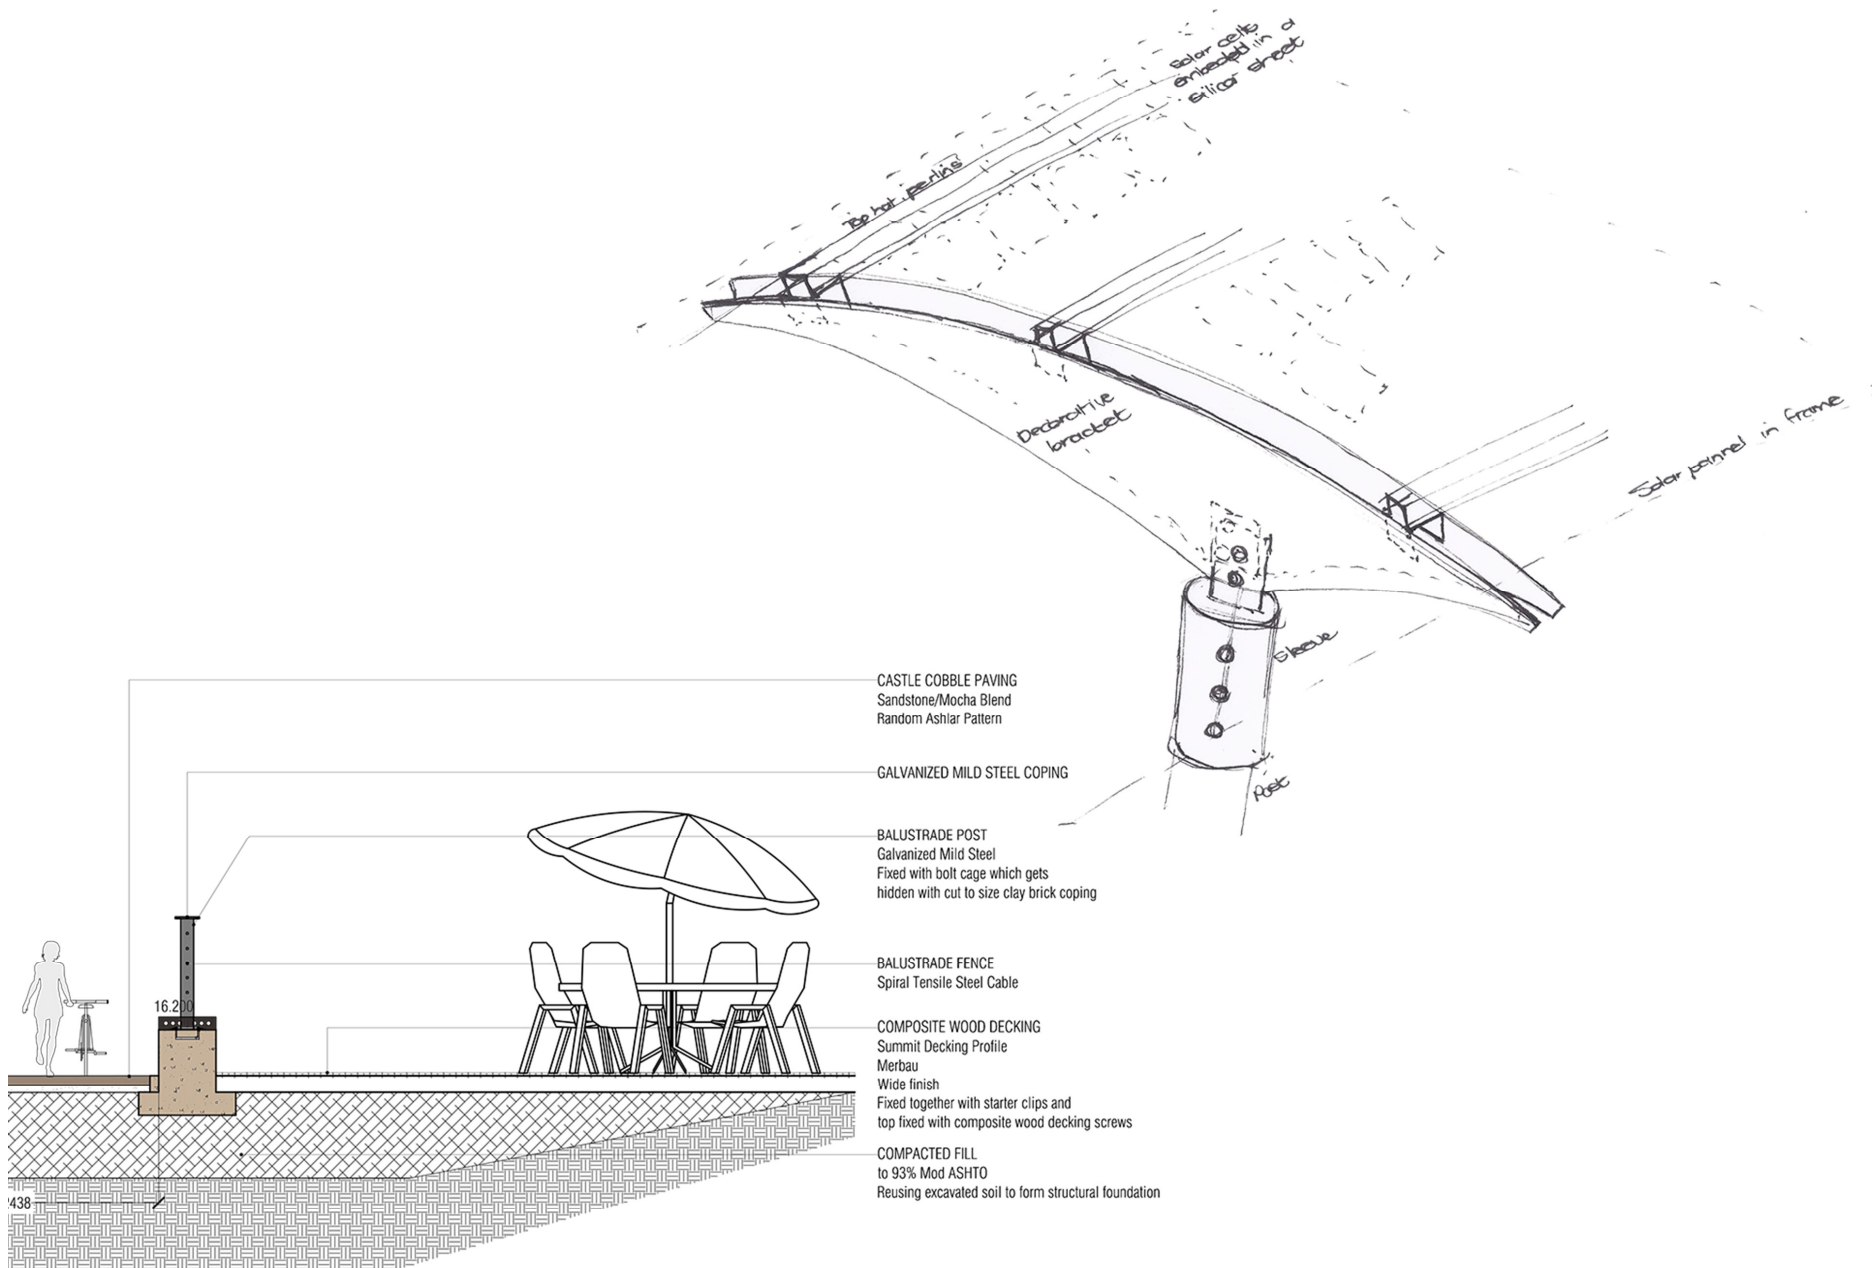 Solar cells
embeded in a
silicar sheet
Top hat perlins
Decoraitive
bracket
Solar pannel in frame
Sleeve
Post
CASTLE COBBLE PAVING
Sandstone/Mocha Blend
Random Ashlar Pattern
GALVANIZED MILD STEEL COPING
BALUSTRADE POST
Galvanized Mild Steel
Fixed with bolt cage which gets
hidden with cut to size clay brick coping
BALUSTRADE FENCE
Spiral Tensile Steel Cable
16.200
COMPOSITE WOOD DECKING
Summit Decking Profile
Merbau
Wide finish
Fixed together with starter clips and
top fixed with composite wood decking screws
COMPACTED FILL
to 93% Mod ASHTO
Reusing excavated soil to form structural foundation
2438